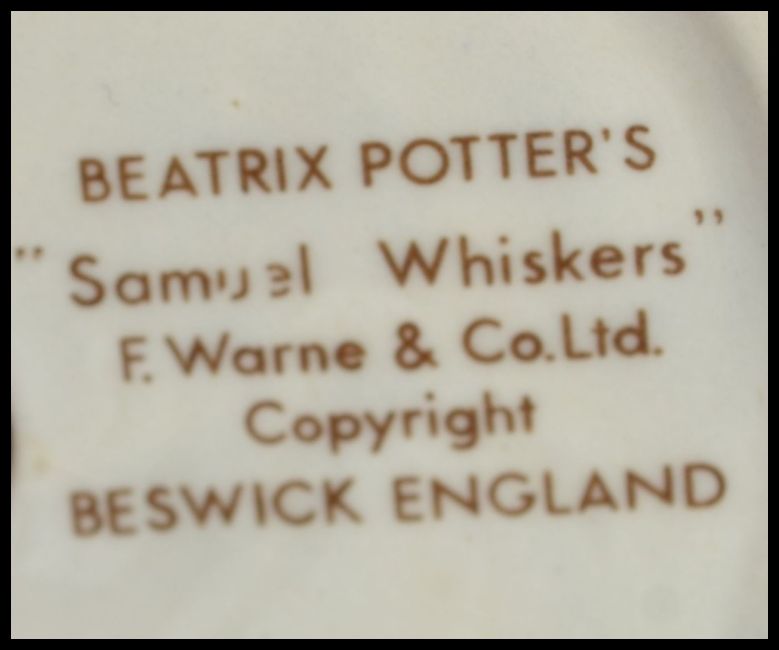 BEATRIX POTTER'S
"Samuel Whiskers"
F. Warne & Co. Ltd.
Copyright
BESWICK ENGLAND